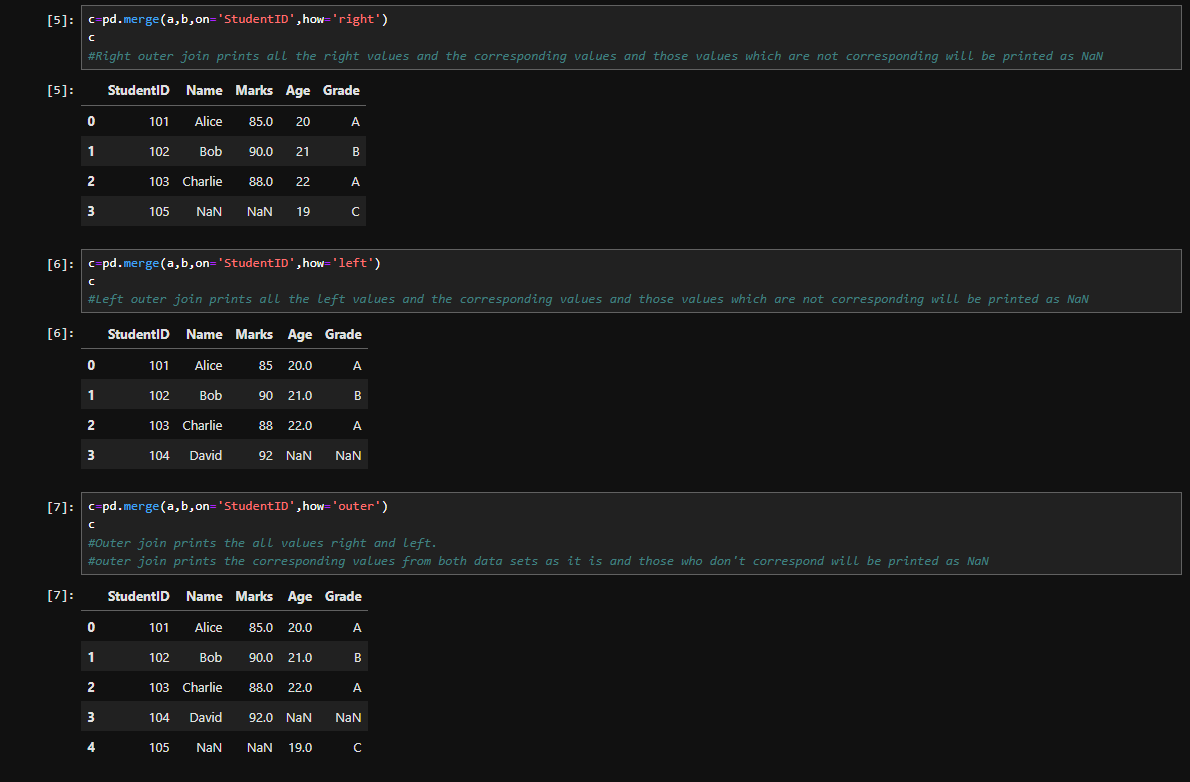 [5]: c=pd.merge(a,b,on='StudentID',how='right')
c
#Right outer join prints all the right values and the corresponding values and those values which are not corresponding will be printed as NaN
[5]: StudentID Name Marks Age Grade
0 101 Alice 85.0 20 A
1 102 Bob 90.0 21 B
2 103 Charlie 88.0 22 A
3 105 NaN NaN 19 C
[6]: c=pd.merge(a,b,on='StudentID',how='left')
c
#Left outer join prints all the left values and the corresponding values and those values which are not corresponding will be printed as NaN
[6]: StudentID Name Marks Age Grade
0 101 Alice 85 20.0 A
1 102 Bob 90 21.0 B
2 103 Charlie 88 22.0 A
3 104 David 92 NaN NaN
[7]: c=pd.merge(a,b,on='StudentID',how='outer')
c
#Outer join prints the all values right and left.
#outer join prints the corresponding values from both data sets as it is and those who don't correspond will be printed as NaN
[7]: StudentID Name Marks Age Grade
0 101 Alice 85.0 20.0 A
1 102 Bob 90.0 21.0 B
2 103 Charlie 88.0 22.0 A
3 104 David 92.0 NaN NaN
4 105 NaN NaN 19.0 C